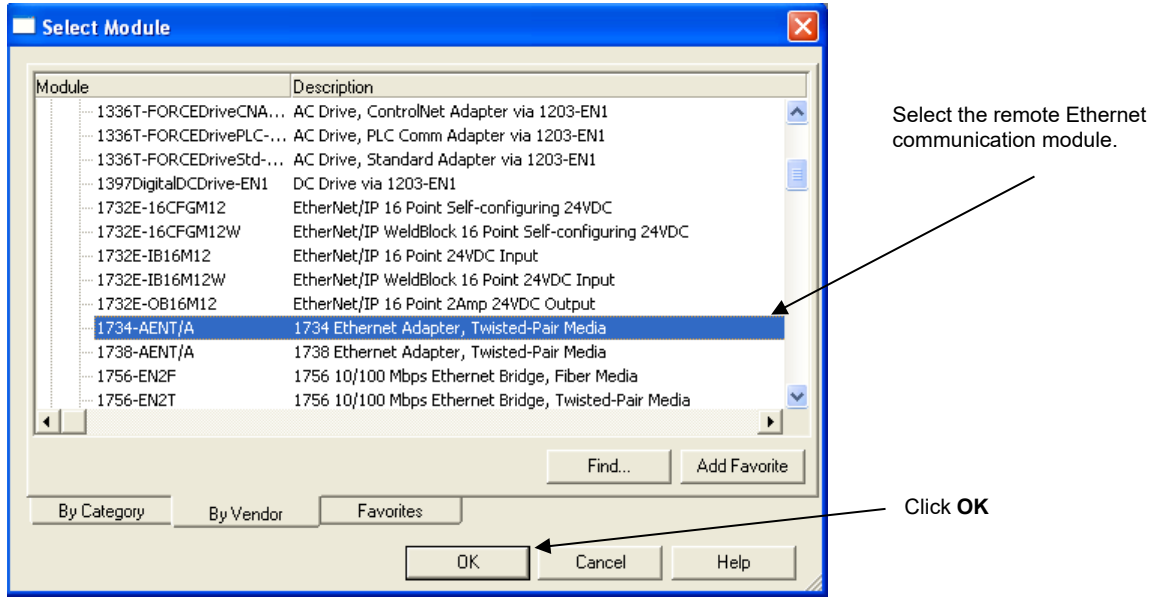 Select Module
Module Description
1336T-FORCEDriveCNA... AC Drive, ControlNet Adapter via 1203-EN1
1336T-FORCEDrivePLC-... AC Drive, PLC Comm Adapter via 1203-EN1
1336T-FORCEDriveStd-... AC Drive, Standard Adapter via 1203-EN1
1397DigitalDCDrive-EN1 DC Drive via 1203-EN1
1732E-16CFGM12 EtherNet/IP 16 Point Self-configuring 24VDC
1732E-16CFGM12W EtherNet/IP WeldBlock 16 Point Self-configuring 24VDC
1732E-IB16M12 EtherNet/IP 16 Point 24VDC Input
1732E-IB16M12W EtherNet/IP WeldBlock 16 Point 24VDC Input
1732E-OB16M12 EtherNet/IP 16 Point 2Amp 24VDC Output
1734-AENT/A 1734 Ethernet Adapter, Twisted-Pair Media
1738-AENT/A 1738 Ethernet Adapter, Twisted-Pair Media
1756-EN2F 1756 10/100 Mbps Ethernet Bridge, Fiber Media
1756-EN2T 1756 10/100 Mbps Ethernet Bridge, Twisted-Pair Media
Find... Add Favorite
By Category By Vendor Favorites
OK Cancel Help
Select the remote Ethernet
communication module.
Click OK